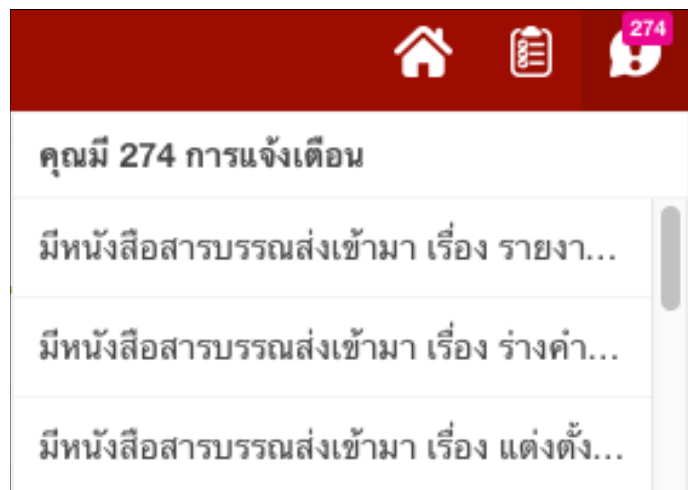 274
คุณมี 274 การแจ้งเตือน
มีหนังสือสารบรรณส่งเข้ามา เรื่อง รายงา...
มีหนังสือสารบรรณส่งเข้ามา เรื่อง ร่างคำ...
มีหนังสือสารบรรณส่งเข้ามา เรื่อง แต่งตั้ง...